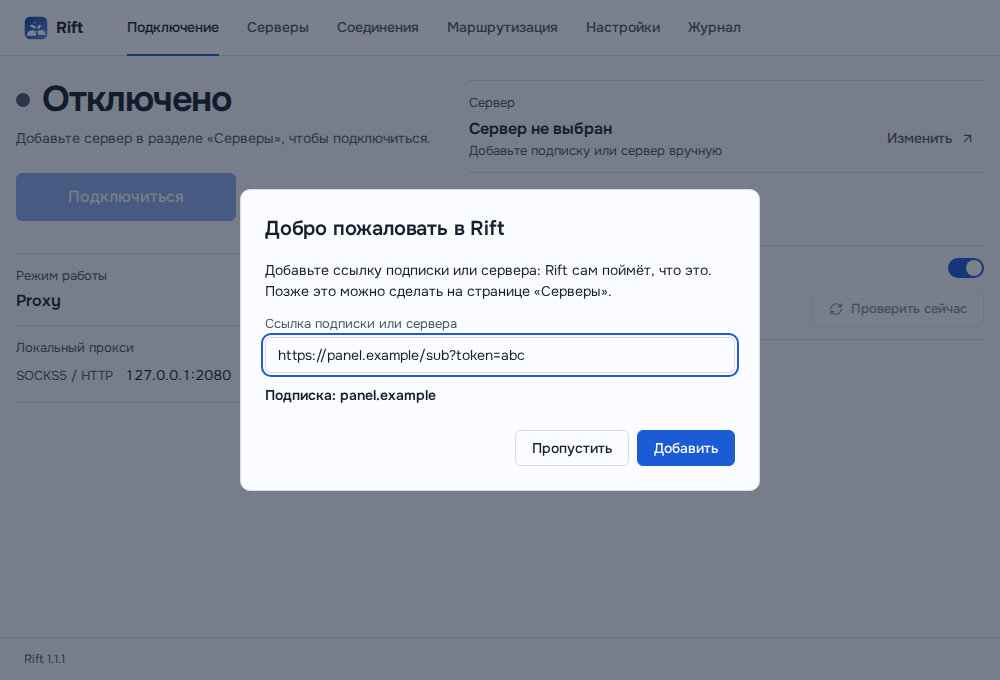 Rift
Подключение
Серверы
Соединения
Маршрутизация
Настройки
Журнал
Отключено
Добавьте сервер в разделе «Серверы», чтобы подключиться.
Подключиться
Сервер
Сервер не выбран
Добавьте подписку или сервер вручную
Изменить
Режим работы
Proxy
Локальный прокси
SOCKS5 / HTTP 127.0.0.1:2080
Проверить сейчас
Добро пожаловать в Rift
Добавьте ссылку подписки или сервера: Rift сам поймёт, что это.
Позже это можно сделать на странице «Серверы».
Ссылка подписки или сервера
https://panel.example/sub?token=abc
Подписка: panel.example
Пропустить
Добавить
Rift 1.1.1